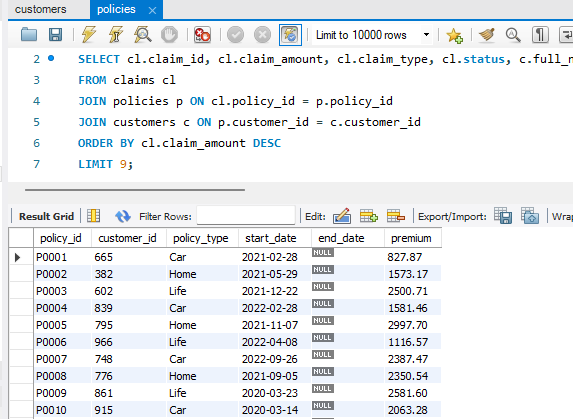 customers policies
Limit to 10000 rows
2 SELECT cl.claim_id, cl.claim_amount, cl.claim_type, cl.status, c.full_
3 FROM claims cl
4 JOIN policies p ON cl.policy_id = p.policy_id
5 JOIN customers c ON p.customer_id = c.customer_id
6 ORDER BY cl.claim_amount DESC
7 LIMIT 9;
Result Grid Filter Rows: Edit: Export/Import: Wrap
policy_id customer_id policy_type start_date end_date premium
P0001 665 Car 2021-02-28 NULL 827.87
P0002 382 Home 2021-05-29 NULL 1573.17
P0003 602 Life 2021-12-22 NULL 2500.71
P0004 839 Car 2022-02-28 NULL 1581.46
P0005 795 Home 2021-11-07 NULL 2997.70
P0006 966 Life 2022-04-08 NULL 1116.57
P0007 748 Car 2022-09-26 NULL 2387.47
P0008 776 Home 2021-09-05 NULL 2350.54
P0009 861 Life 2020-03-23 NULL 2581.60
P0010 915 Car 2020-03-14 NULL 2063.28